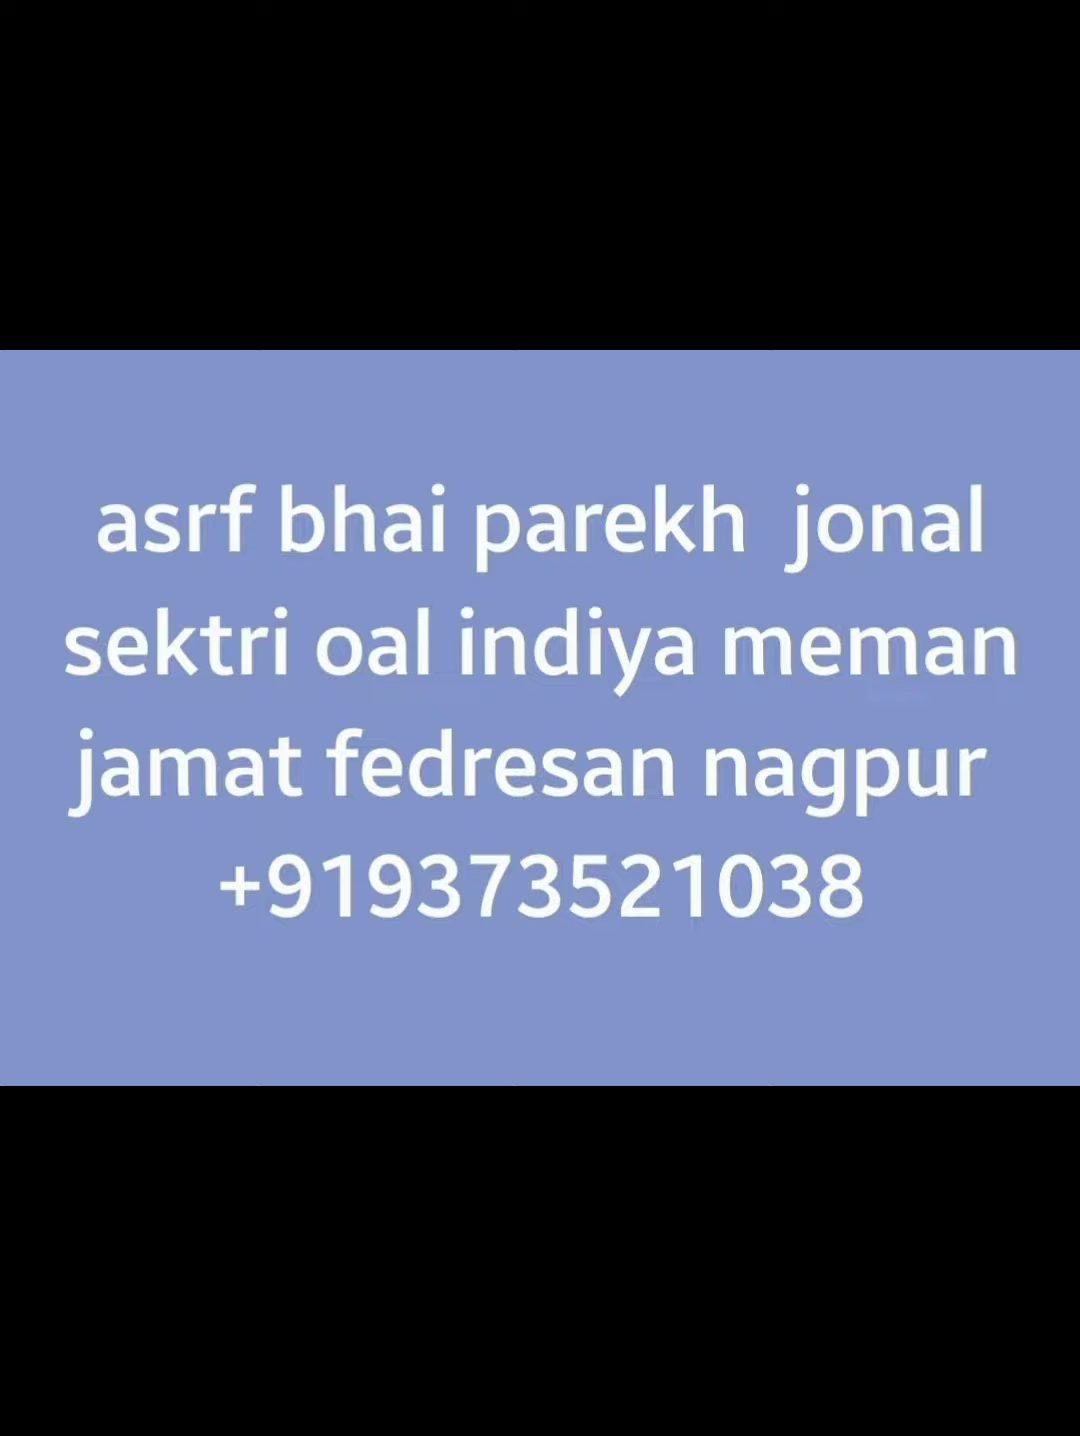 asrf bhai parekh jonal
sektri oal indiya meman
jamat fedresan nagpur
+919373521038